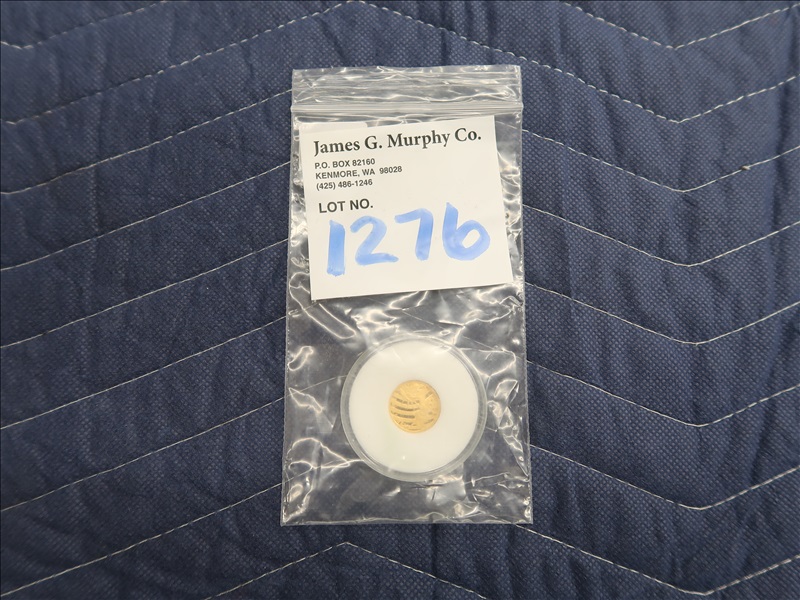 James G. Murphy Co.
P.O. BOX 82160
KENMORE, WA 98028
(425) 486-1246
LOT NO.
1276